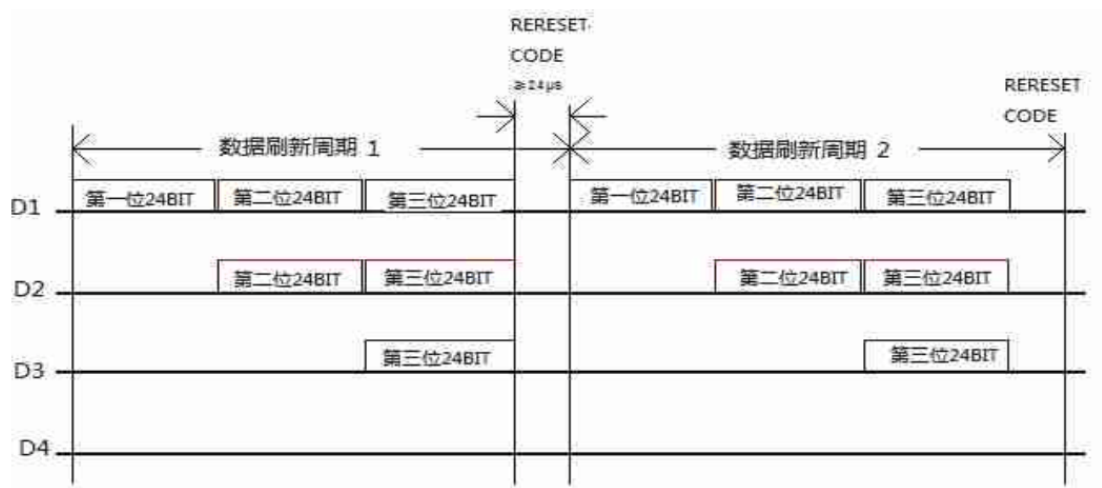 RERESET
CODE
≥24μs
RERESET
CODE
数据刷新周期 1
数据刷新周期 2
D1 第一位24BIT 第二位24BIT 第三位24BIT 第一位24BIT 第二位24BIT 第三位24BIT
D2 第二位24BIT 第三位24BIT 第二位24BIT 第三位24BIT
D3 第三位24BIT 第三位24BIT
D4